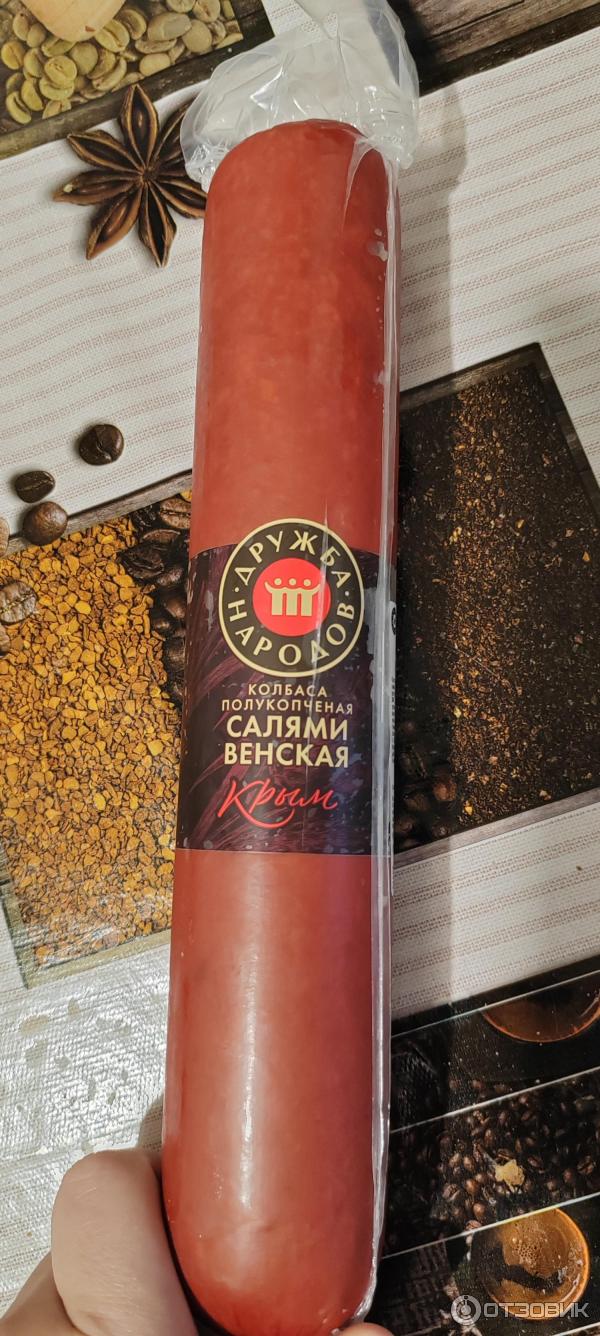 ДРУЖБА
НАРОДОВ
КОЛБАСА
ПОЛУКОПЧЕНАЯ
САЛЯМИ
ВЕНСКАЯ
Крым
ОТЗОВИК